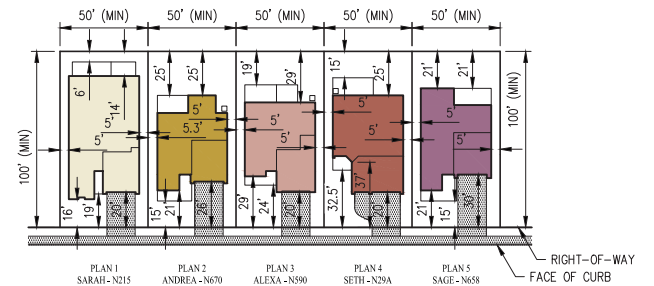 50' (MIN) 50' (MIN) 50' (MIN) 50' (MIN) 50' (MIN)
100' (MIN)
6'
14'
5'
5'
16'
19'
20'
25'
25'
5'
5.3'
15'
21'
26'
19'
29'
5'
5'
29'
24'
20'
15'
25'
5'
5'
32.5'
37'
20'
21'
21'
5'
5'
21'
15'
30'
100' (MIN)
RIGHT-OF-WAY
FACE OF CURB
PLAN 1
SARAH - N215
PLAN 2
ANDREA - N670
PLAN 3
ALEXA - N590
PLAN 4
SETH - N29A
PLAN 5
SAGE - N658